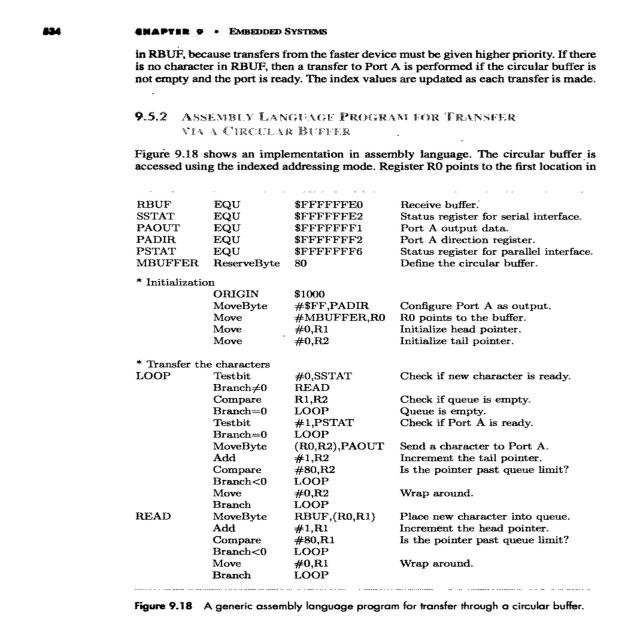 534 CHAPTER 9 • EMBEDDED SYSTEMS
in RBUF, because transfers from the faster device must be given higher priority. If there
is no character in RBUF, then a transfer to Port A is performed if the circular buffer is
not empty and the port is ready. The index values are updated as each transfer is made.
9.5.2 ASSEMBLY LANGUAGE PROGRAM FOR TRANSFER
VIA A CIRCULAR BUFFER
Figure 9.18 shows an implementation in assembly language. The circular buffer is
accessed using the indexed addressing mode. Register R0 points to the first location in
RBUF EQU $FFFFFFE0 Receive buffer.
SSTAT EQU $FFFFFFE2 Status register for serial interface.
PAOUT EQU $FFFFFFF1 Port A output data.
PADIR EQU $FFFFFFF2 Port A direction register.
PSTAT EQU $FFFFFFF6 Status register for parallel interface.
MBUFFER ReserveByte 80 Define the circular buffer.
* Initialization
ORIGIN $1000
MoveByte #$FF,PADIR Configure Port A as output.
Move #MBUFFER,R0 R0 points to the buffer.
Move #0,R1 Initialize head pointer.
Move #0,R2 Initialize tail pointer.
* Transfer the characters
LOOP Testbit #0,SSTAT Check if new character is ready.
Branch≠0 READ
Compare R1,R2 Check if queue is empty.
Branch=0 LOOP Queue is empty.
Testbit #1,PSTAT Check if Port A is ready.
Branch=0 LOOP
MoveByte (R0,R2),PAOUT Send a character to Port A.
Add #1,R2 Increment the tail pointer.
Compare #80,R2 Is the pointer past queue limit?
Branch<0 LOOP
Move #0,R2 Wrap around.
Branch LOOP
READ MoveByte RBUF,(R0,R1) Place new character into queue.
Add #1,R1 Increment the head pointer.
Compare #80,R1 Is the pointer past queue limit?
Branch<0 LOOP
Move #0,R1 Wrap around.
Branch LOOP
Figure 9.18 A generic assembly language program for transfer through a circular buffer.